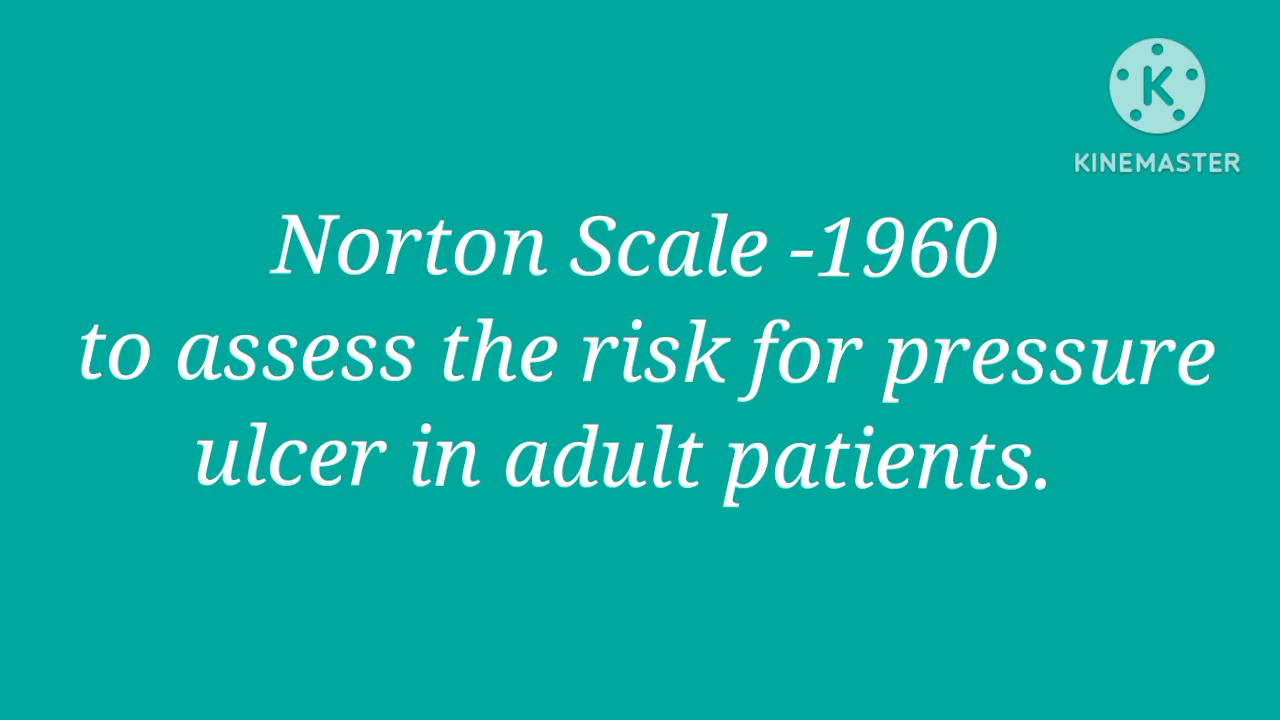 KINEMASTER
Norton Scale -1960
to assess the risk for pressure
ulcer in adult patients.